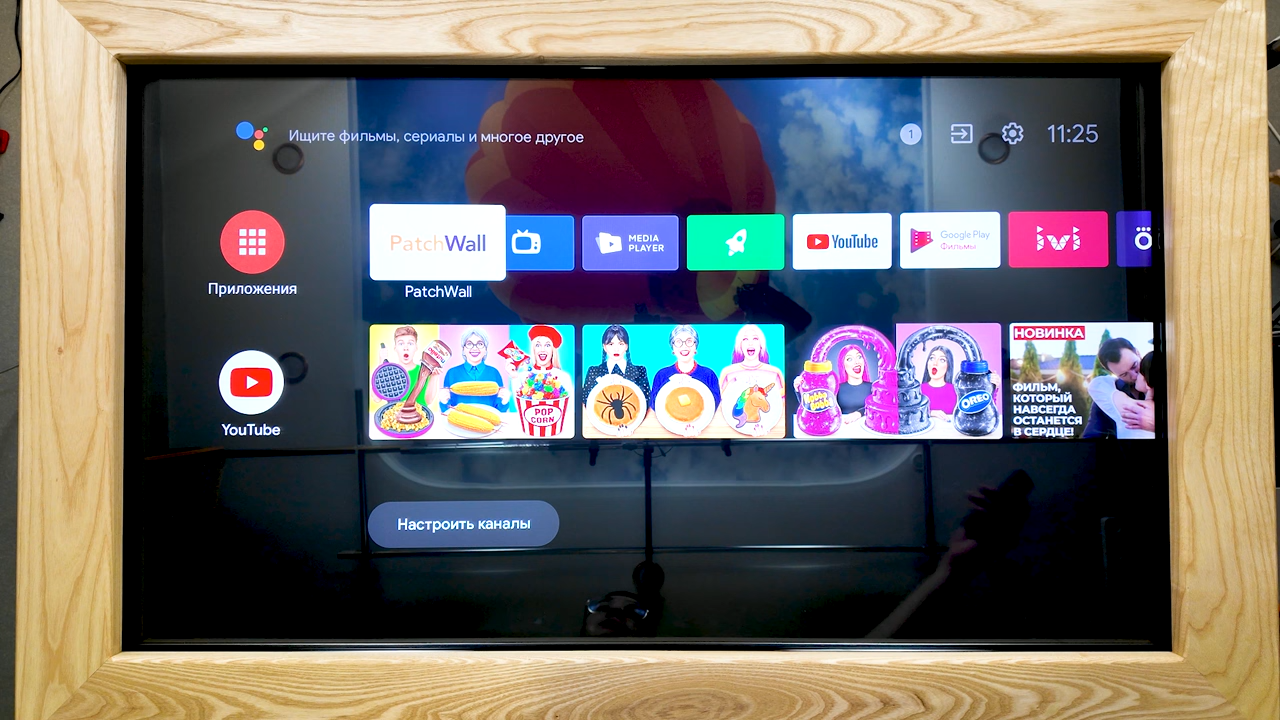 Ищите фильмы, сериалы и многое другое
1
11:25
PatchWall
MEDIA
PLAYER
YouTube
Google Play
Фильмы
ivi
Приложения
PatchWall
POP
CORN
OREO
НОВИНКА
ФИЛЬМ,
КОТОРЫЙ
НАВСЕГДА
ОСТАНЕТСЯ
В СЕРДЦЕ!
YouTube
Настроить каналы